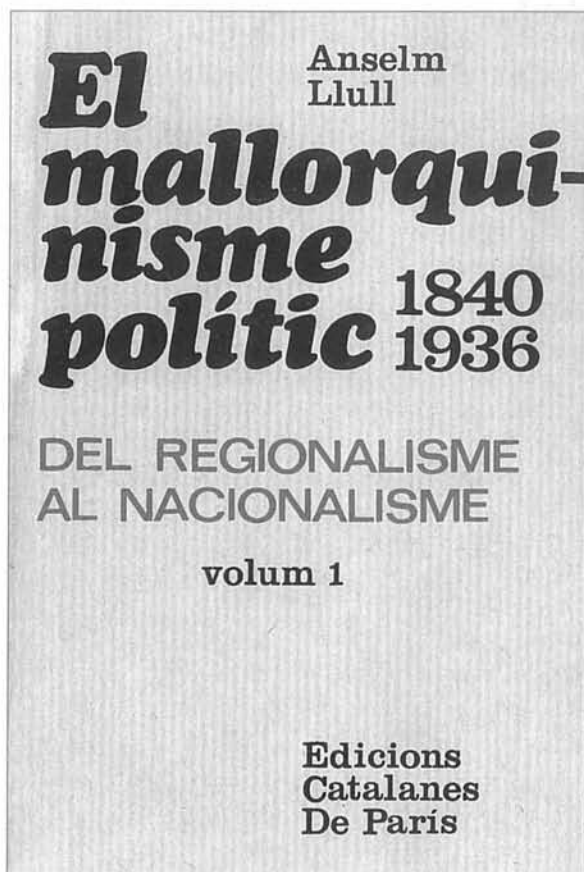 Anselm
Llull
El
mallorqui-
nisme
polític
1840
1936
DEL REGIONALISME
AL NACIONALISME
volum 1
Edicions
Catalanes
De París